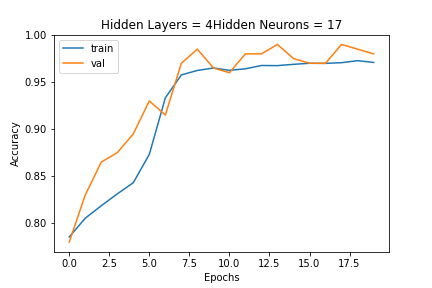 Hidden Layers = 4Hidden Neurons = 17
1.00
train
val
0.95
0.90
0.85
0.80
Accuracy
0.0 2.5 5.0 7.5 10.0 12.5 15.0 17.5
Epochs